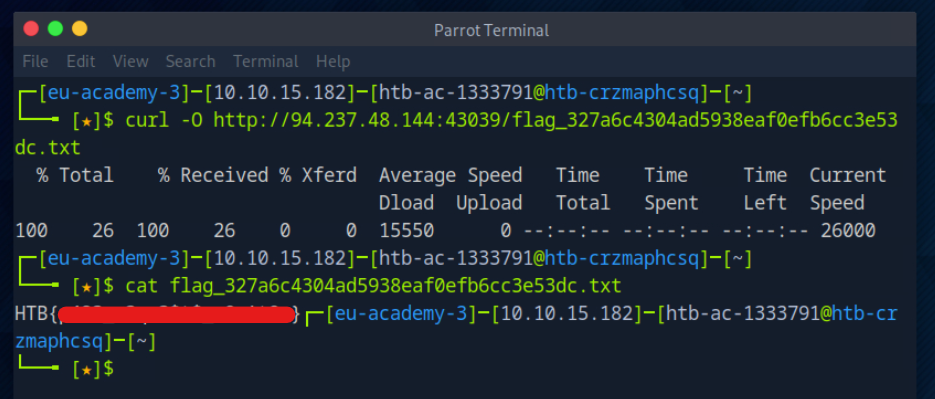 Parrot Terminal
File Edit View Search Terminal Help
┌─[eu-academy-3]─[10.10.15.182]─[htb-ac-1333791@htb-crzmaphcsq]─[~]
└──╼ [★]$ curl -O http://94.237.48.144:43039/flag_327a6c4304ad5938eaf0efb6cc3e53
dc.txt
% Total % Received % Xferd Average Speed Time Time Time Current
Dload Upload Total Spent Left Speed
100 26 100 26 0 0 15550 0 --:--:-- --:--:-- --:--:-- 26000
┌─[eu-academy-3]─[10.10.15.182]─[htb-ac-1333791@htb-crzmaphcsq]─[~]
└──╼ [★]$ cat flag_327a6c4304ad5938eaf0efb6cc3e53dc.txt
HTB{ }┌─[eu-academy-3]─[10.10.15.182]─[htb-ac-1333791@htb-cr
zmaphcsq]─[~]
└──╼ [★]$